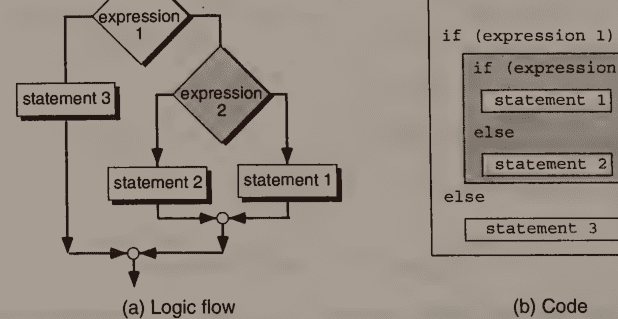 expression
1
statement 3
expression
2
statement 2
statement 1
(a) Logic flow
if (expression 1)
if (expression
statement 1
else
statement 2
else
statement 3
(b) Code